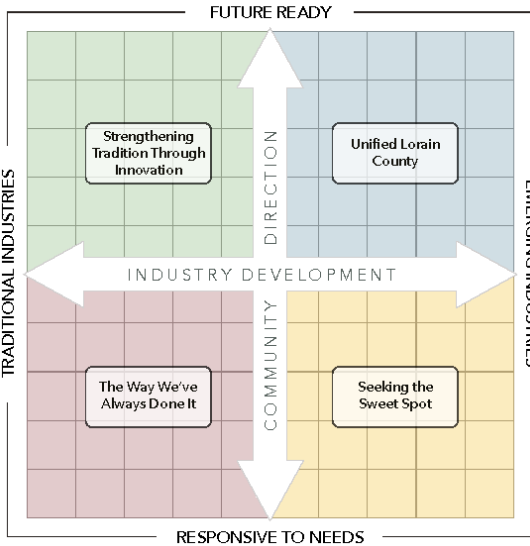 FUTURE READY
Strengthening
Tradition Through
Innovation
Unified Lorain
County
TRADITIONAL INDUSTRIES
EMERGING INDUSTRIES
INDUSTRY DEVELOPMENT
COMMUNITY DIRECTION
The Way We've
Always Done It
Seeking the
Sweet Spot
RESPONSIVE TO NEEDS